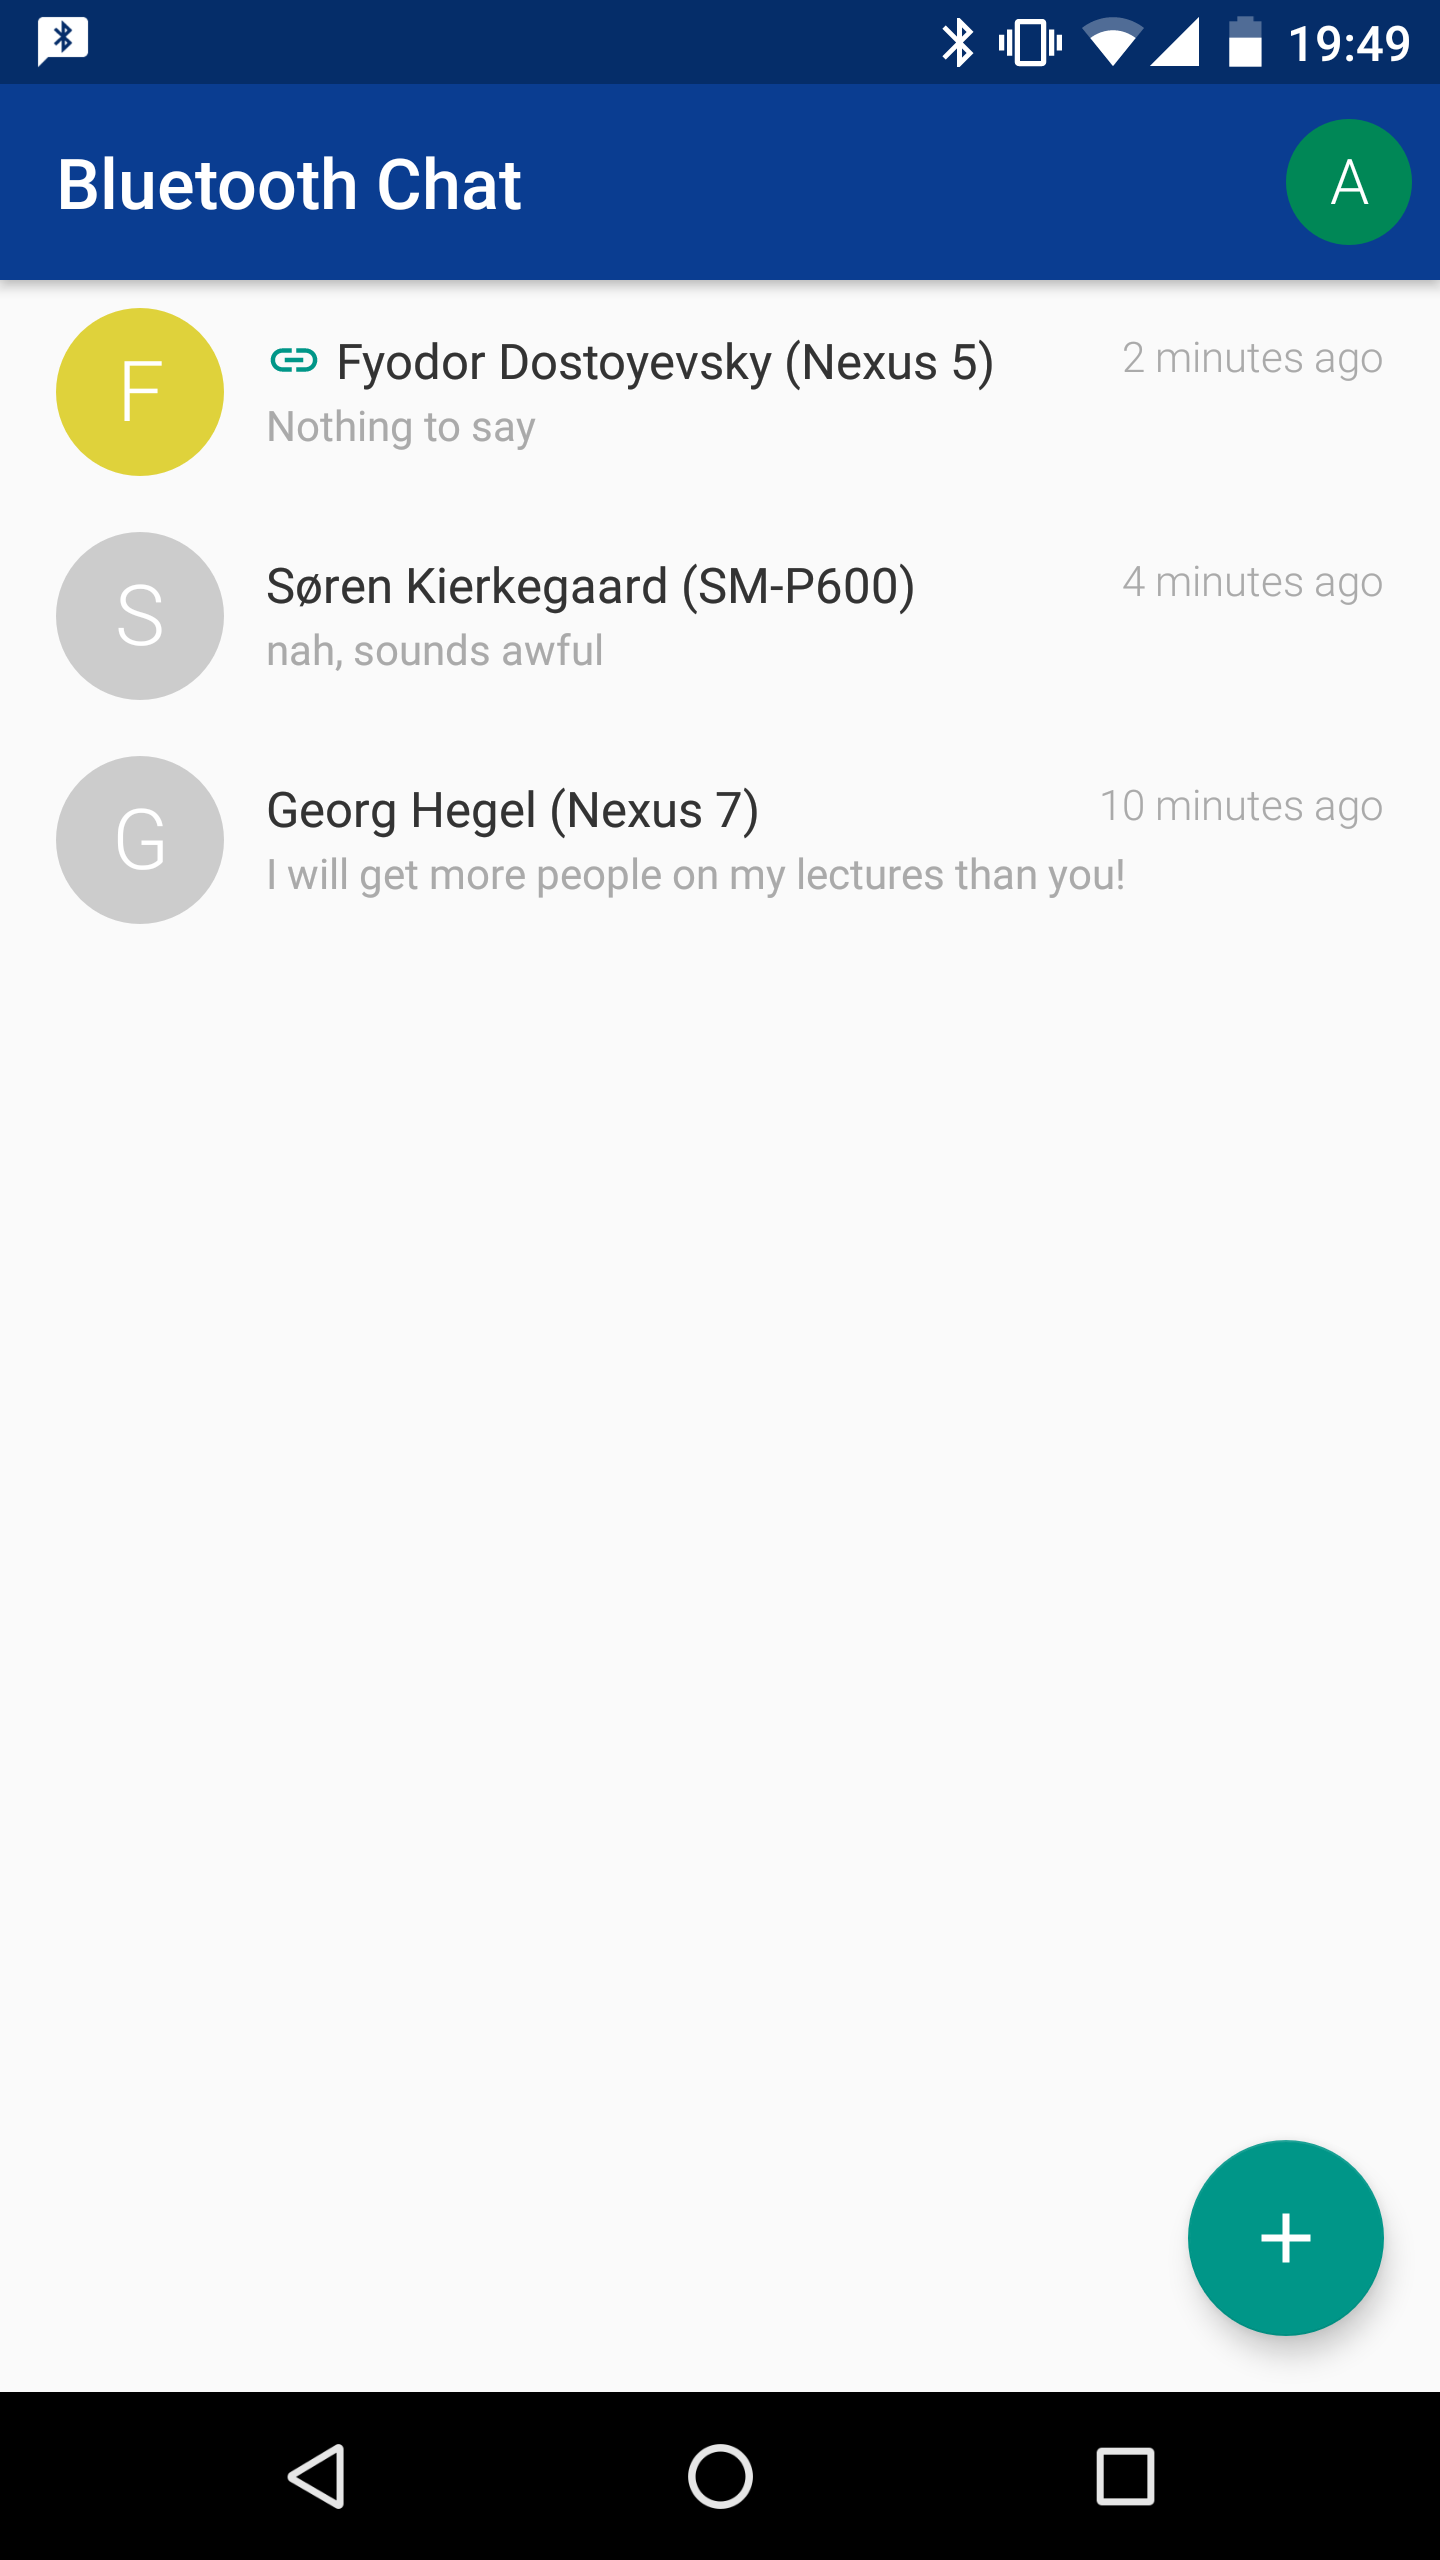 19:49
Bluetooth Chat
A
F
Fyodor Dostoyevsky (Nexus 5)
2 minutes ago
Nothing to say
S
Søren Kierkegaard (SM-P600)
4 minutes ago
nah, sounds awful
G
Georg Hegel (Nexus 7)
10 minutes ago
I will get more people on my lectures than you!